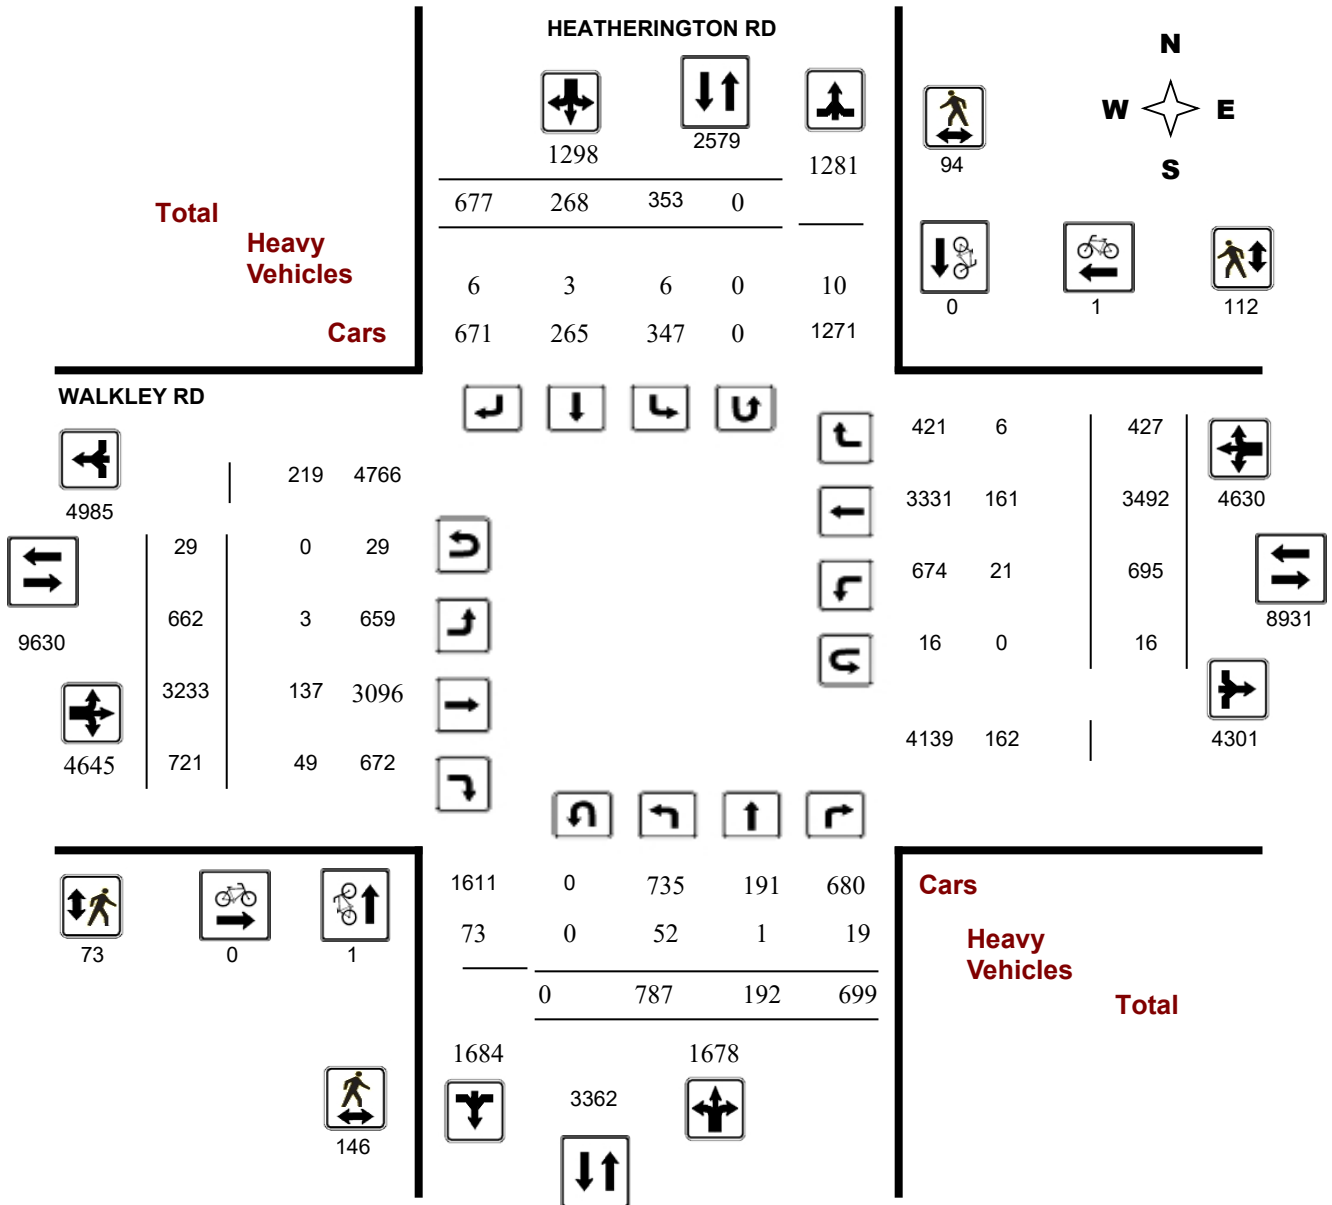 HEATHERINGTON RD
N
W E
S
1298 2579 1281 94
Total 677 268 353 0
Heavy
Vehicles
6 3 6 0 10 0 1 112
Cars 671 265 347 0 1271
WALKLEY RD
421 6 427
219 4766
4985 3331 161 3492 4630
29 0 29
674 21 695
8931
662 3 659
9630 16 0 16
3233 137 3096
4139 162 4301
4645 721 49 672
1611 0 735 191 680 Cars
73 0 52 1 19 Heavy
Vehicles
73 0 1
0 787 192 699 Total
1684 1678
3362
146